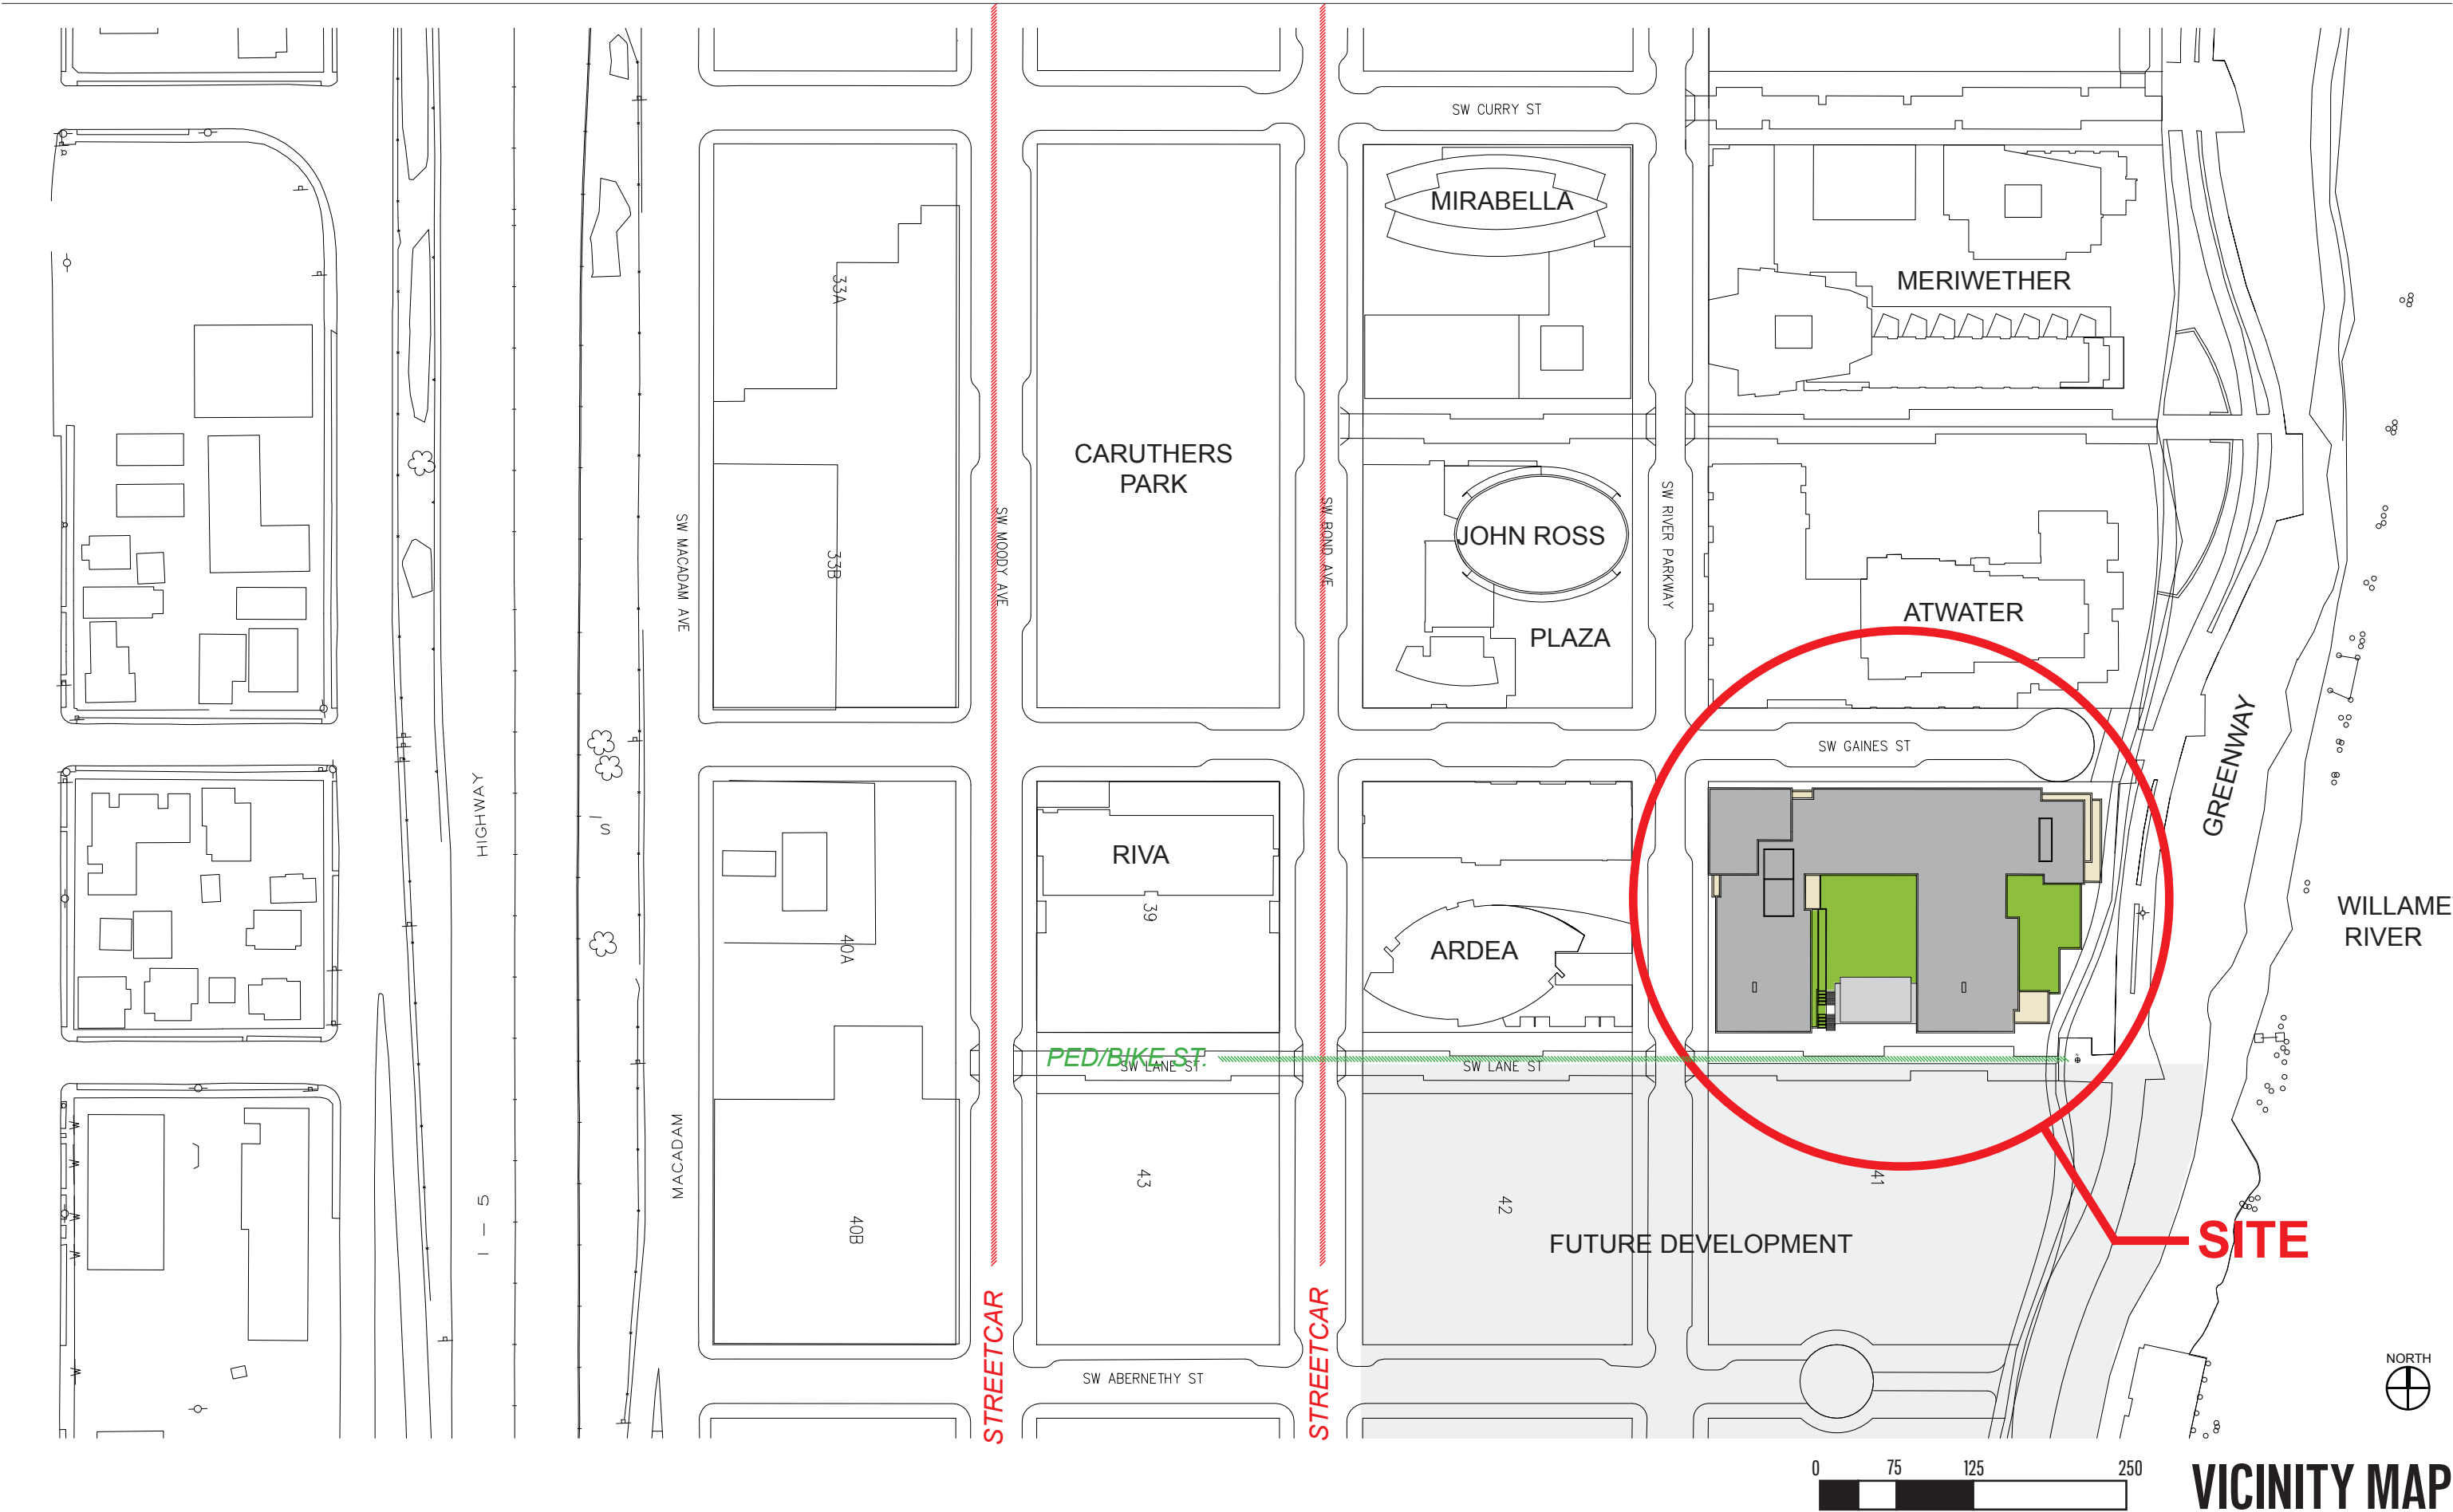 SW CURRY ST
MIRABELLA
MERIWETHER
33A
CARUTHERS
PARK
SW MACADAM AVE
SW MOODY AVE
SW BOND AVE
SW RIVER PARKWAY
JOHN ROSS
33B
ATWATER
PLAZA
SW GAINES ST
GREENWAY
HIGHWAY
I - 5
RIVA
39
ARDEA
40A
WILLAME
RIVER
PED/BIKE ST.
SW LANE ST
SW LANE ST
MACADAM
43
42
41
40B
FUTURE DEVELOPMENT
SITE
STREETCAR
STREETCAR
SW ABERNETHY ST
NORTH
0 75 125 250
VICINITY MAP